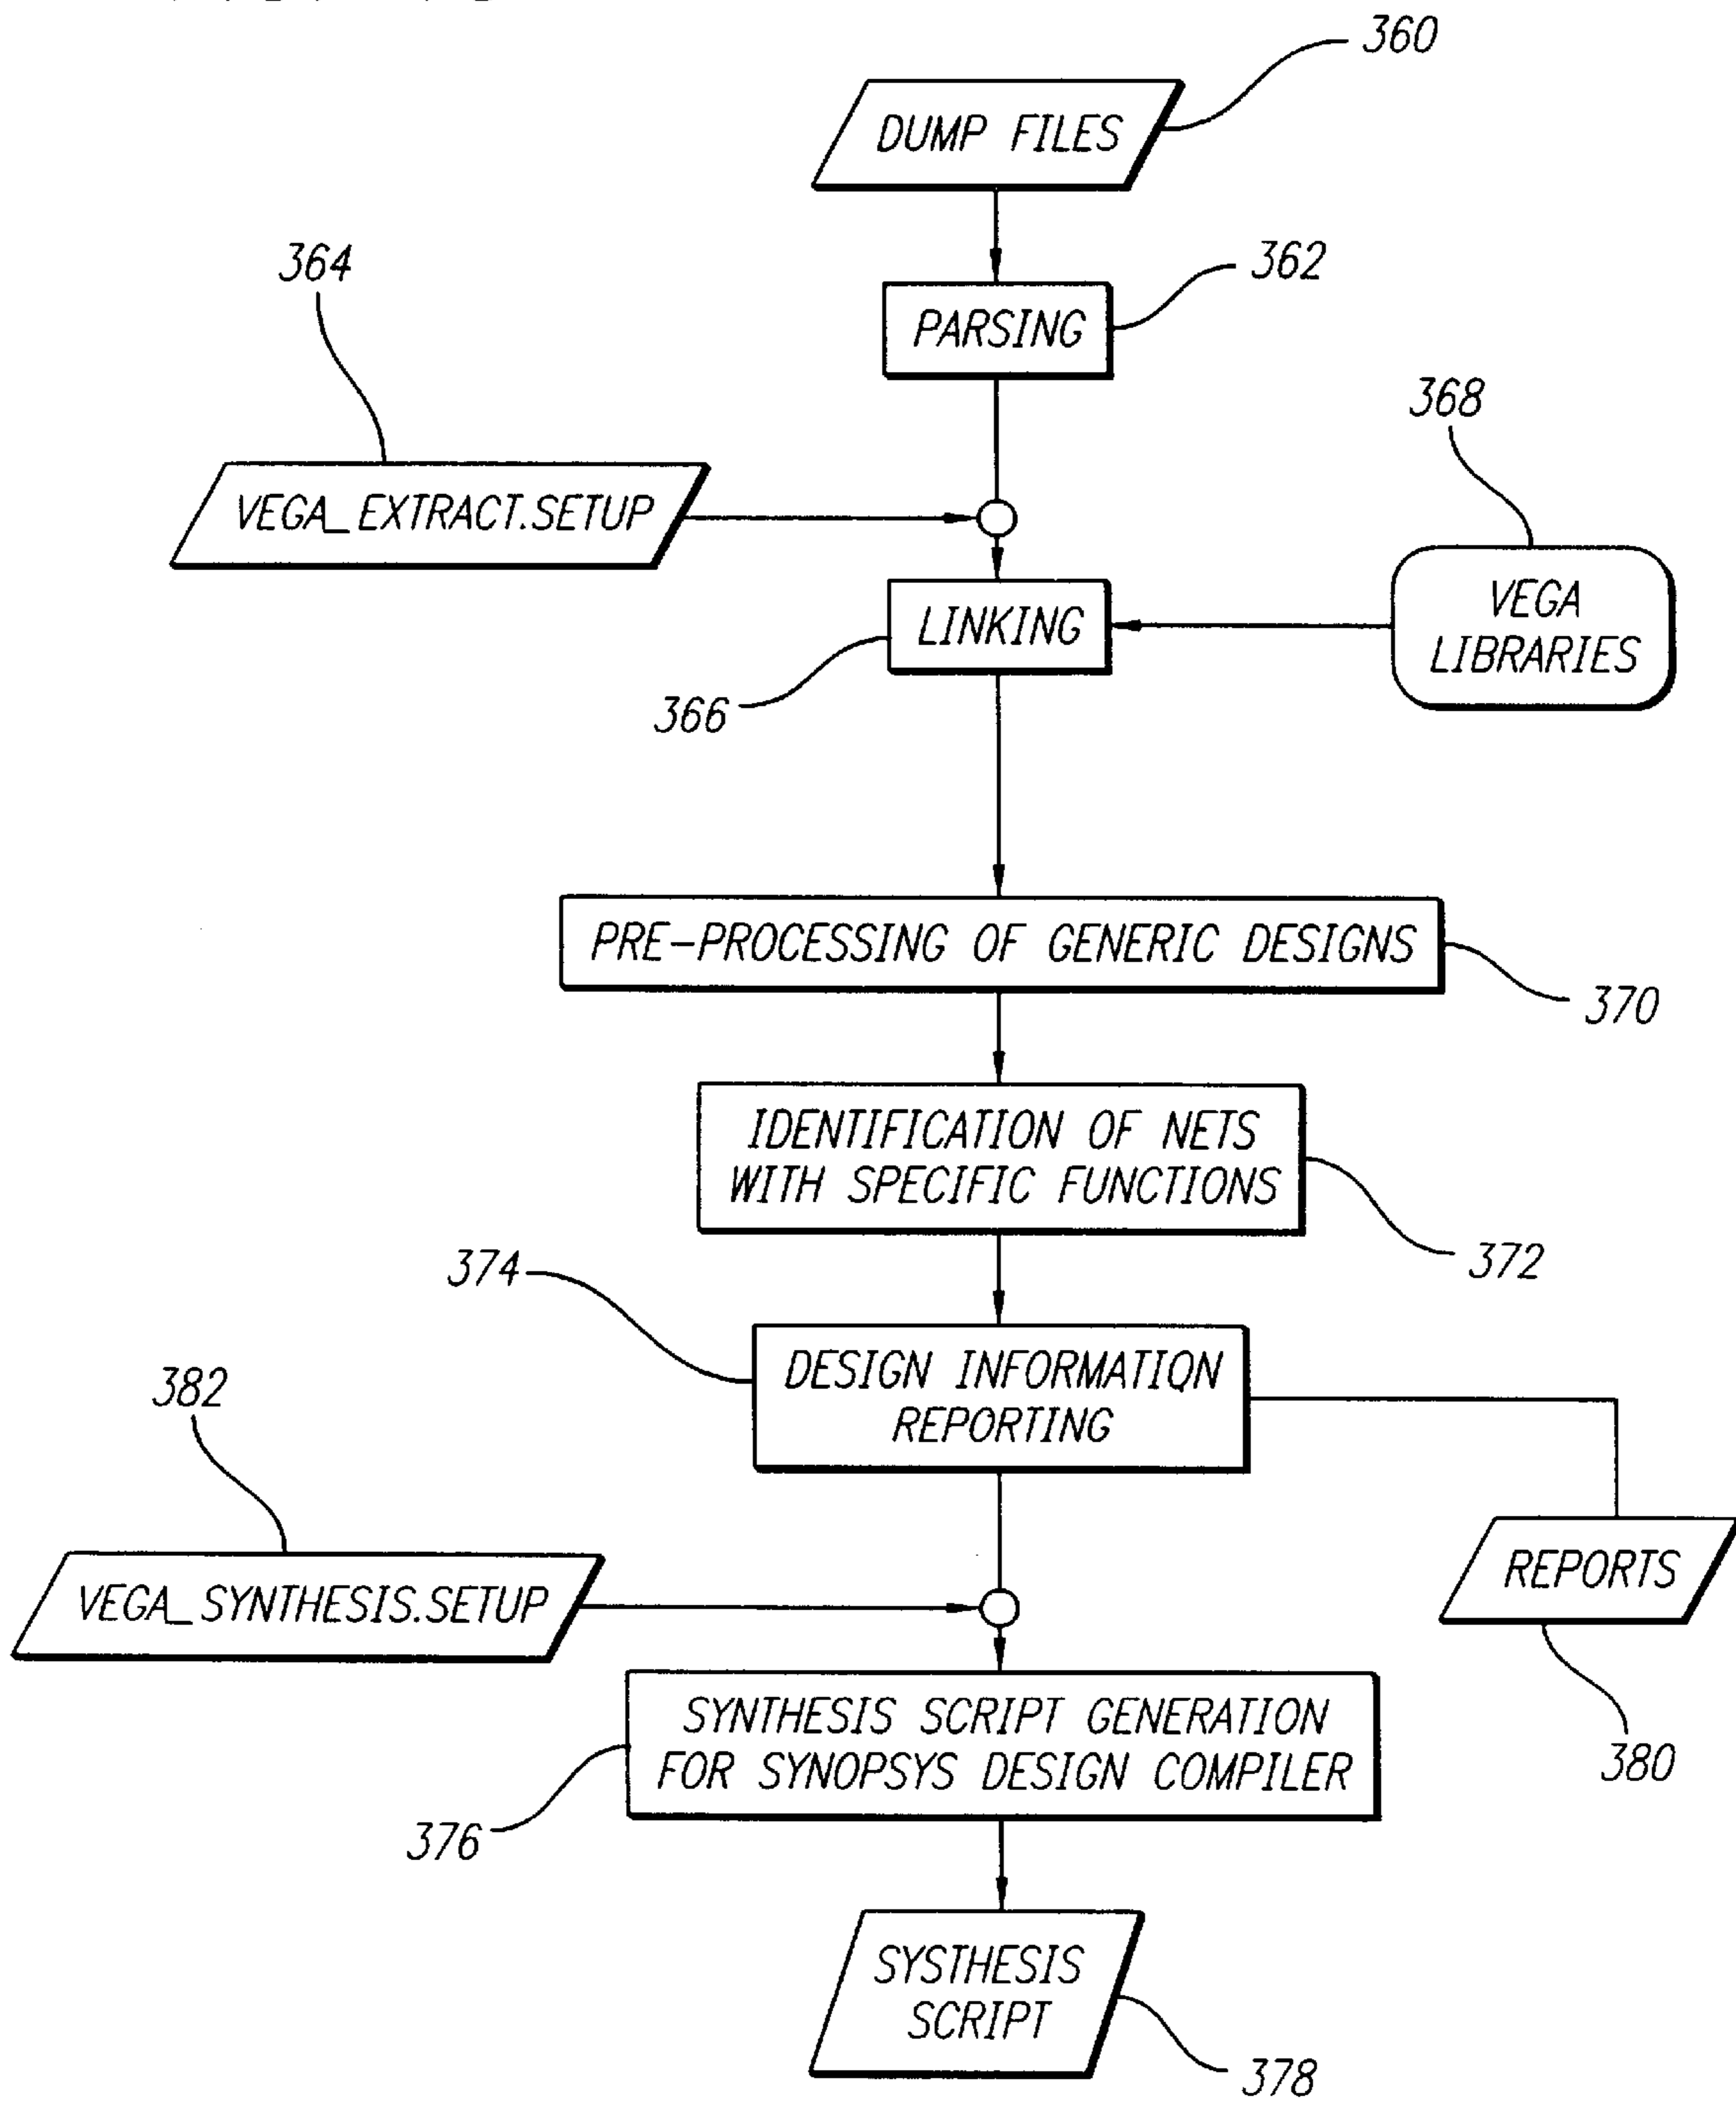 360
DUMP FILES
364
362
PARSING
368
VEGA_EXTRACT.SETUP
VEGA
LIBRARIES
LINKING
366
PRE-PROCESSING OF GENERIC DESIGNS
370
IDENTIFICATION OF NETS
WITH SPECIFIC FUNCTIONS
372
374
DESIGN INFORMATION
REPORTING
382
REPORTS
VEGA_SYNTHESIS.SETUP
380
SYNTHESIS SCRIPT GENERATION
FOR SYNOPSYS DESIGN COMPILER
376
SYSTHESIS
SCRIPT
378